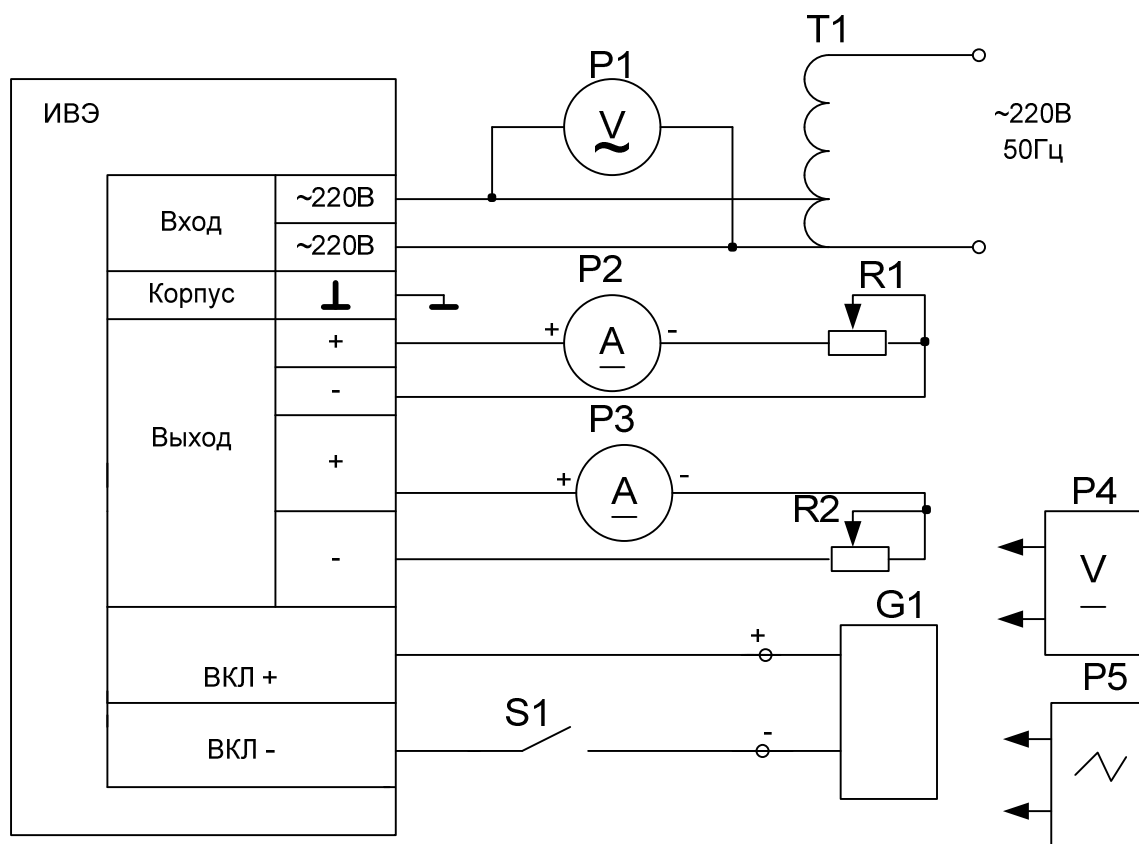 T1
P1
ИВЭ
V
~
~220В
50Гц
Вход
~220В
~220В
Корпус
P2
R1
+ -
A
+
-
Выход
P3
+
+ -
A
R2
P4
-
V
G1
+
ВКЛ +
P5
S1
-
ВКЛ -